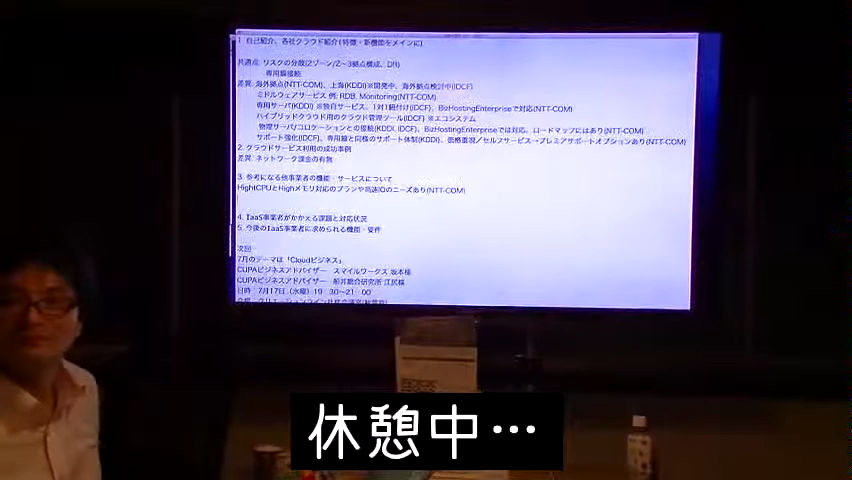 1. 自己紹介、各社クラウド紹介(特徴・新機能をメインに)
共通点: リスクの分散(2ゾーン/2～3拠点構成、DR)
専用線接続
差異: 海外拠点(NTT-COM)、上海(KDDI)※開発中、海外拠点検討中(IDCF)
ミドルウェアサービス 例: RDB, Monitoring(NTT-COM)
専用サーバ(KDDI) ※独自サービス、1対1紐付け(IDCF)、BizHostingEnterpriseで対応(NTT-COM)
ハイブリッドクラウド用のクラウド管理ツール(IDCF) ※エコシステム
物理サーバ/コロケーションとの接続(KDDI, IDCF)、BizHostingEnterpriseでは対応、ロードマップにはあり(NTT-COM)
サポート強化(IDCF)、専用線と同様のサポート体制(KDDI)、価格重視／セルフサービス→プレミアサポートオプションあり(NTT-COM)
2. クラウドサービス利用の成功事例
差異: ネットワーク課金の有無
3. 参考になる他事業者の機能・サービスについて
HightCPUとHighメモリ対応のプランや高速IOのニーズあり(NTT-COM)
4. IaaS事業者がかかえる課題と対応状況
5. 今後のIaaS事業者に求められる機能・要件
次回:
7月のテーマは「Cloudビジネス」
CUPAビジネスアドバイザー スマイルワークス 坂本様
CUPAビジネスアドバイザー 船井総合研究所 江尻様
日時: 7月17日（水曜）19：30～21：00
休憩中…